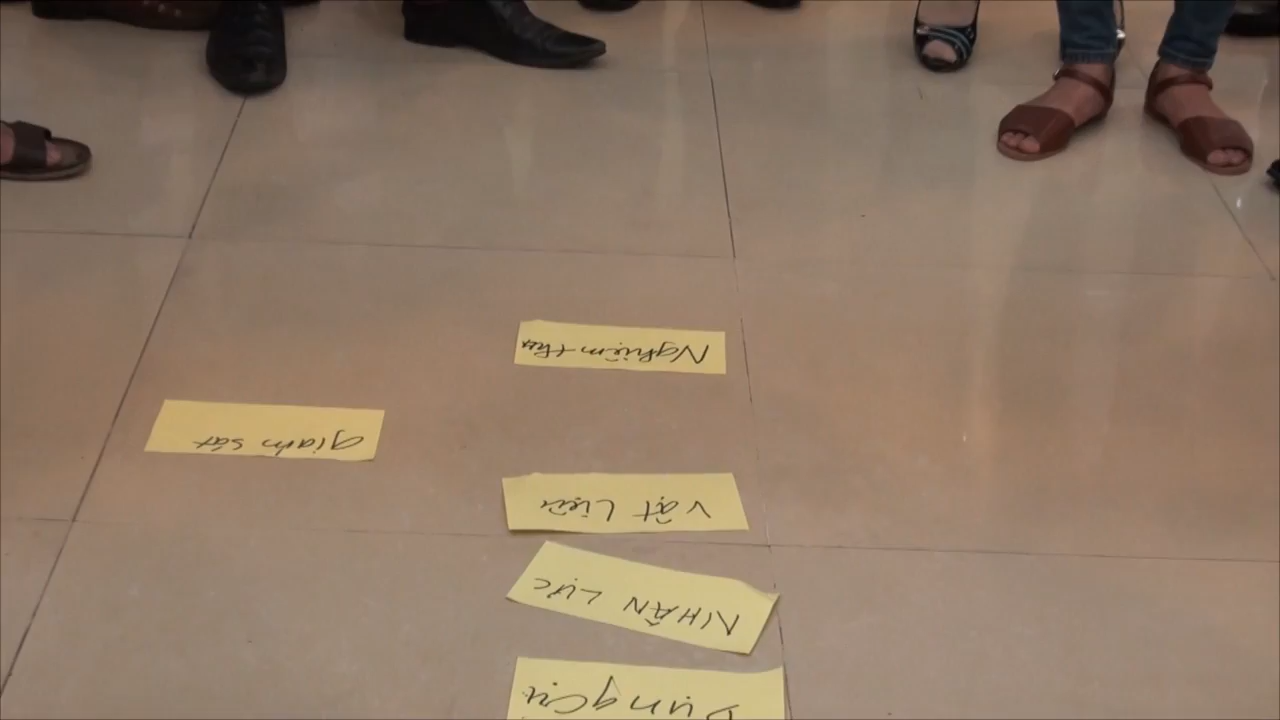 Nghiệm thu
giám sát
Vật liệu
NHÂN LỰC
Dụng cụ